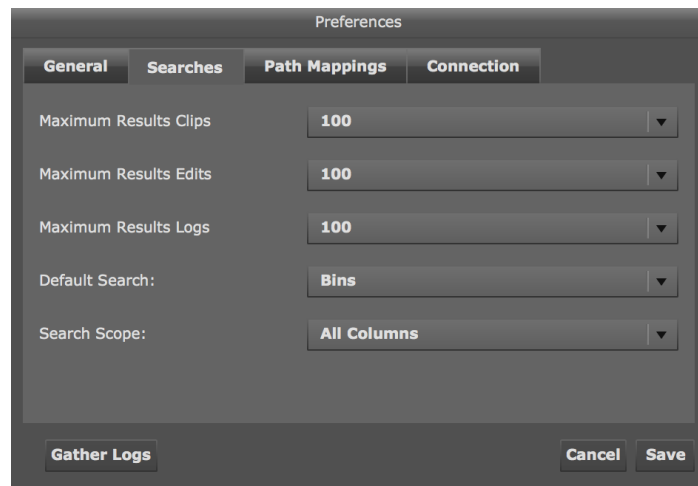 Preferences
General Searches Path Mappings Connection
Maximum Results Clips 100
Maximum Results Edits 100
Maximum Results Logs 100
Default Search: Bins
Search Scope: All Columns
Gather Logs Cancel Save